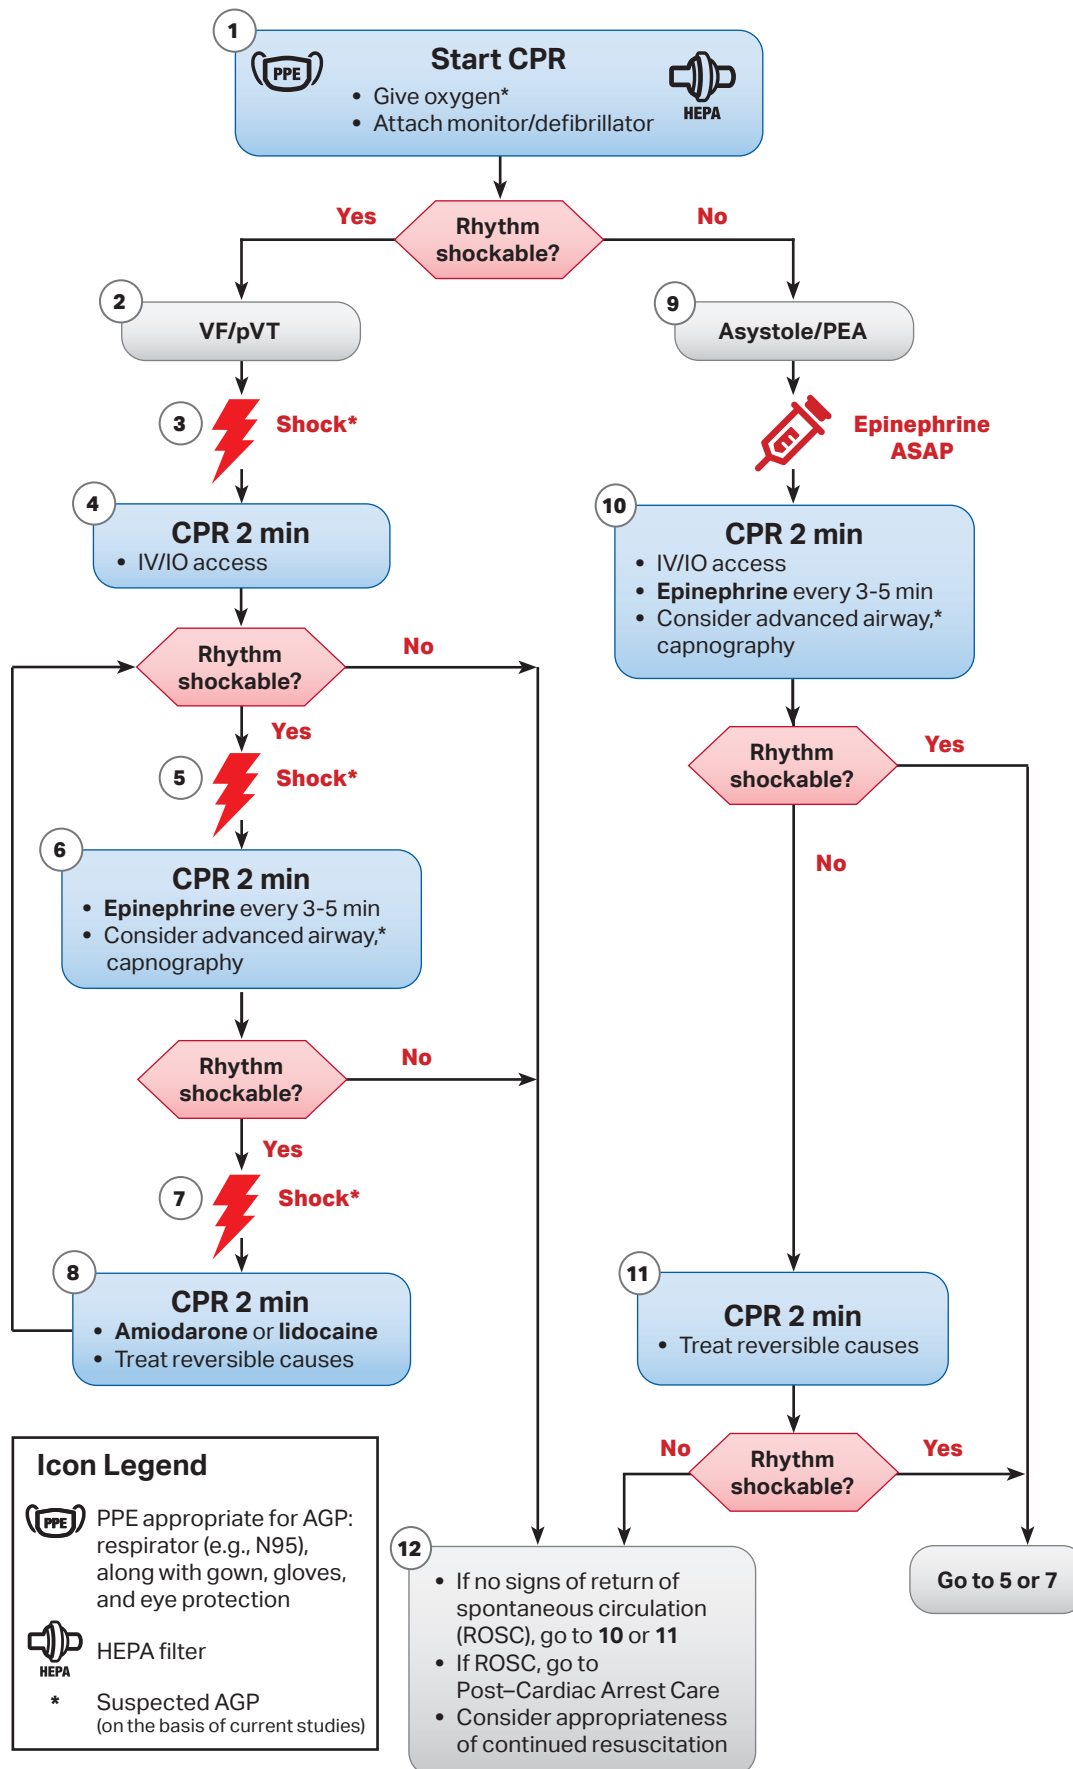 1
PPE
Start CPR
• Give oxygen*
• Attach monitor/defibrillator
HEPA
Yes
Rhythm
shockable?
No
2
VF/pVT
9
Asystole/PEA
3
Shock*
Epinephrine
ASAP
4
CPR 2 min
• IV/IO access
10
CPR 2 min
• IV/IO access
• Epinephrine every 3-5 min
• Consider advanced airway,*
capnography
Rhythm
shockable?
No
Yes
5
Shock*
Rhythm
shockable?
Yes
No
6
CPR 2 min
• Epinephrine every 3-5 min
• Consider advanced airway,*
capnography
Rhythm
shockable?
No
Yes
7
Shock*
8
CPR 2 min
• Amiodarone or lidocaine
• Treat reversible causes
11
CPR 2 min
• Treat reversible causes
No
Rhythm
shockable?
Yes
Icon Legend
PPE
PPE appropriate for AGP:
respirator (e.g., N95),
along with gown, gloves,
and eye protection
HEPA
HEPA filter
* Suspected AGP
(on the basis of current studies)
12
• If no signs of return of
spontaneous circulation
(ROSC), go to 10 or 11
• If ROSC, go to
Post–Cardiac Arrest Care
• Consider appropriateness
of continued resuscitation
Go to 5 or 7